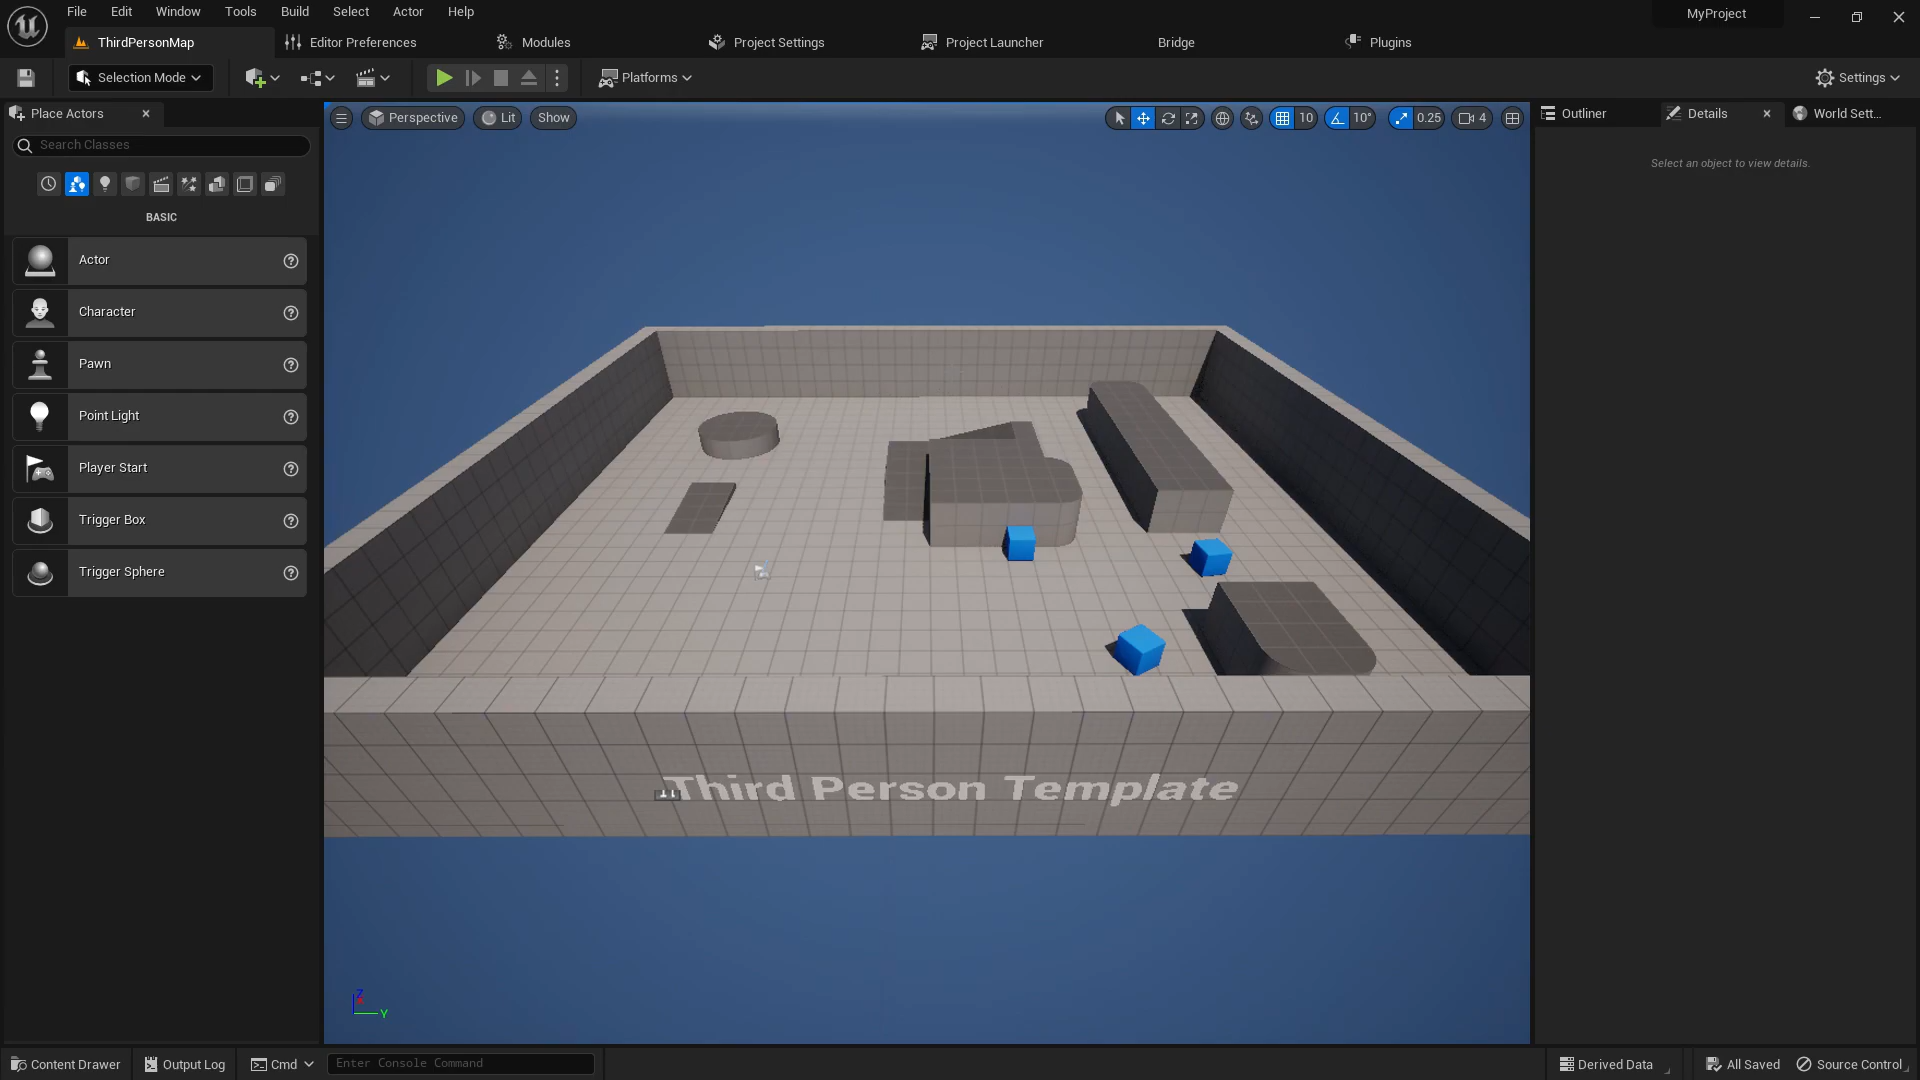 File Edit Window Tools Build Select Actor Help
MyProject
ThirdPersonMap
Editor Preferences
Modules
Project Settings
Project Launcher
Bridge
Plugins
Selection Mode
Platforms
Settings
Place Actors
Perspective
Lit
Show
10
10°
0.25
4
Outliner
Details
World Sett...
Search Classes
Select an object to view details.
BASIC
Actor
Character
Pawn
Point Light
Player Start
Trigger Box
Trigger Sphere
Third Person Template
Z
X
Y
Content Drawer
Output Log
Cmd
Enter Console Command
Derived Data
All Saved
Source Control